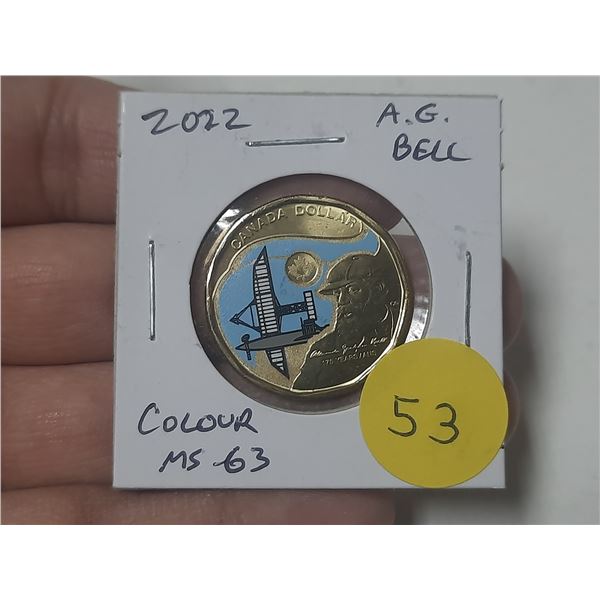 2022
A.G.
BELL
CANADA DOLLAR
175 YEARS / ANS
COLOUR
MS-63
53